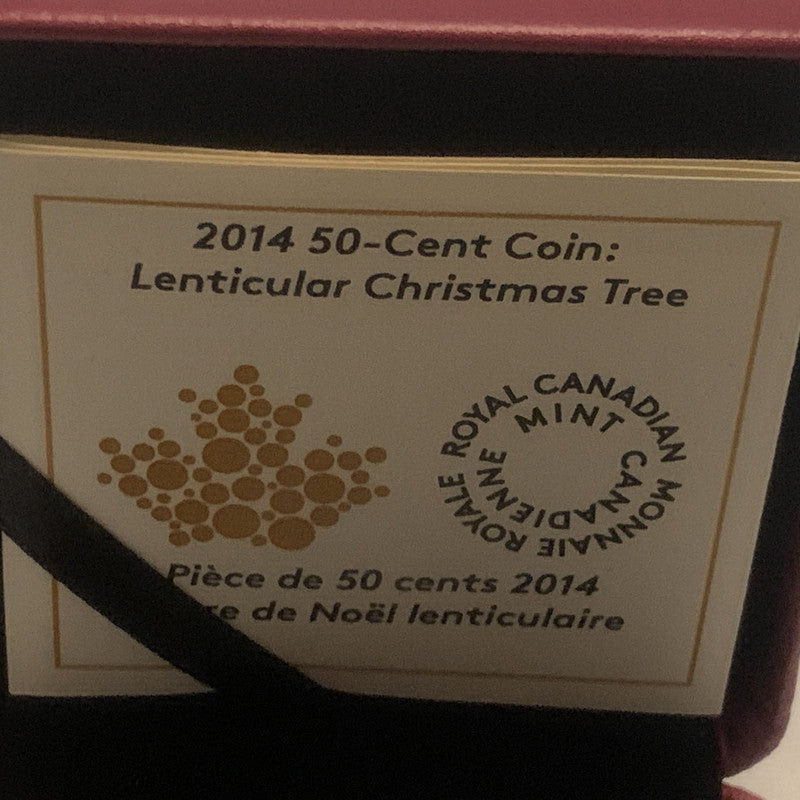 2014 50-Cent Coin:
Lenticular Christmas Tree
ROYAL CANADIAN MINT
MONNAIE ROYALE CANADIENNE
Pièce de 50 cents 2014
re de Noël lenticulaire